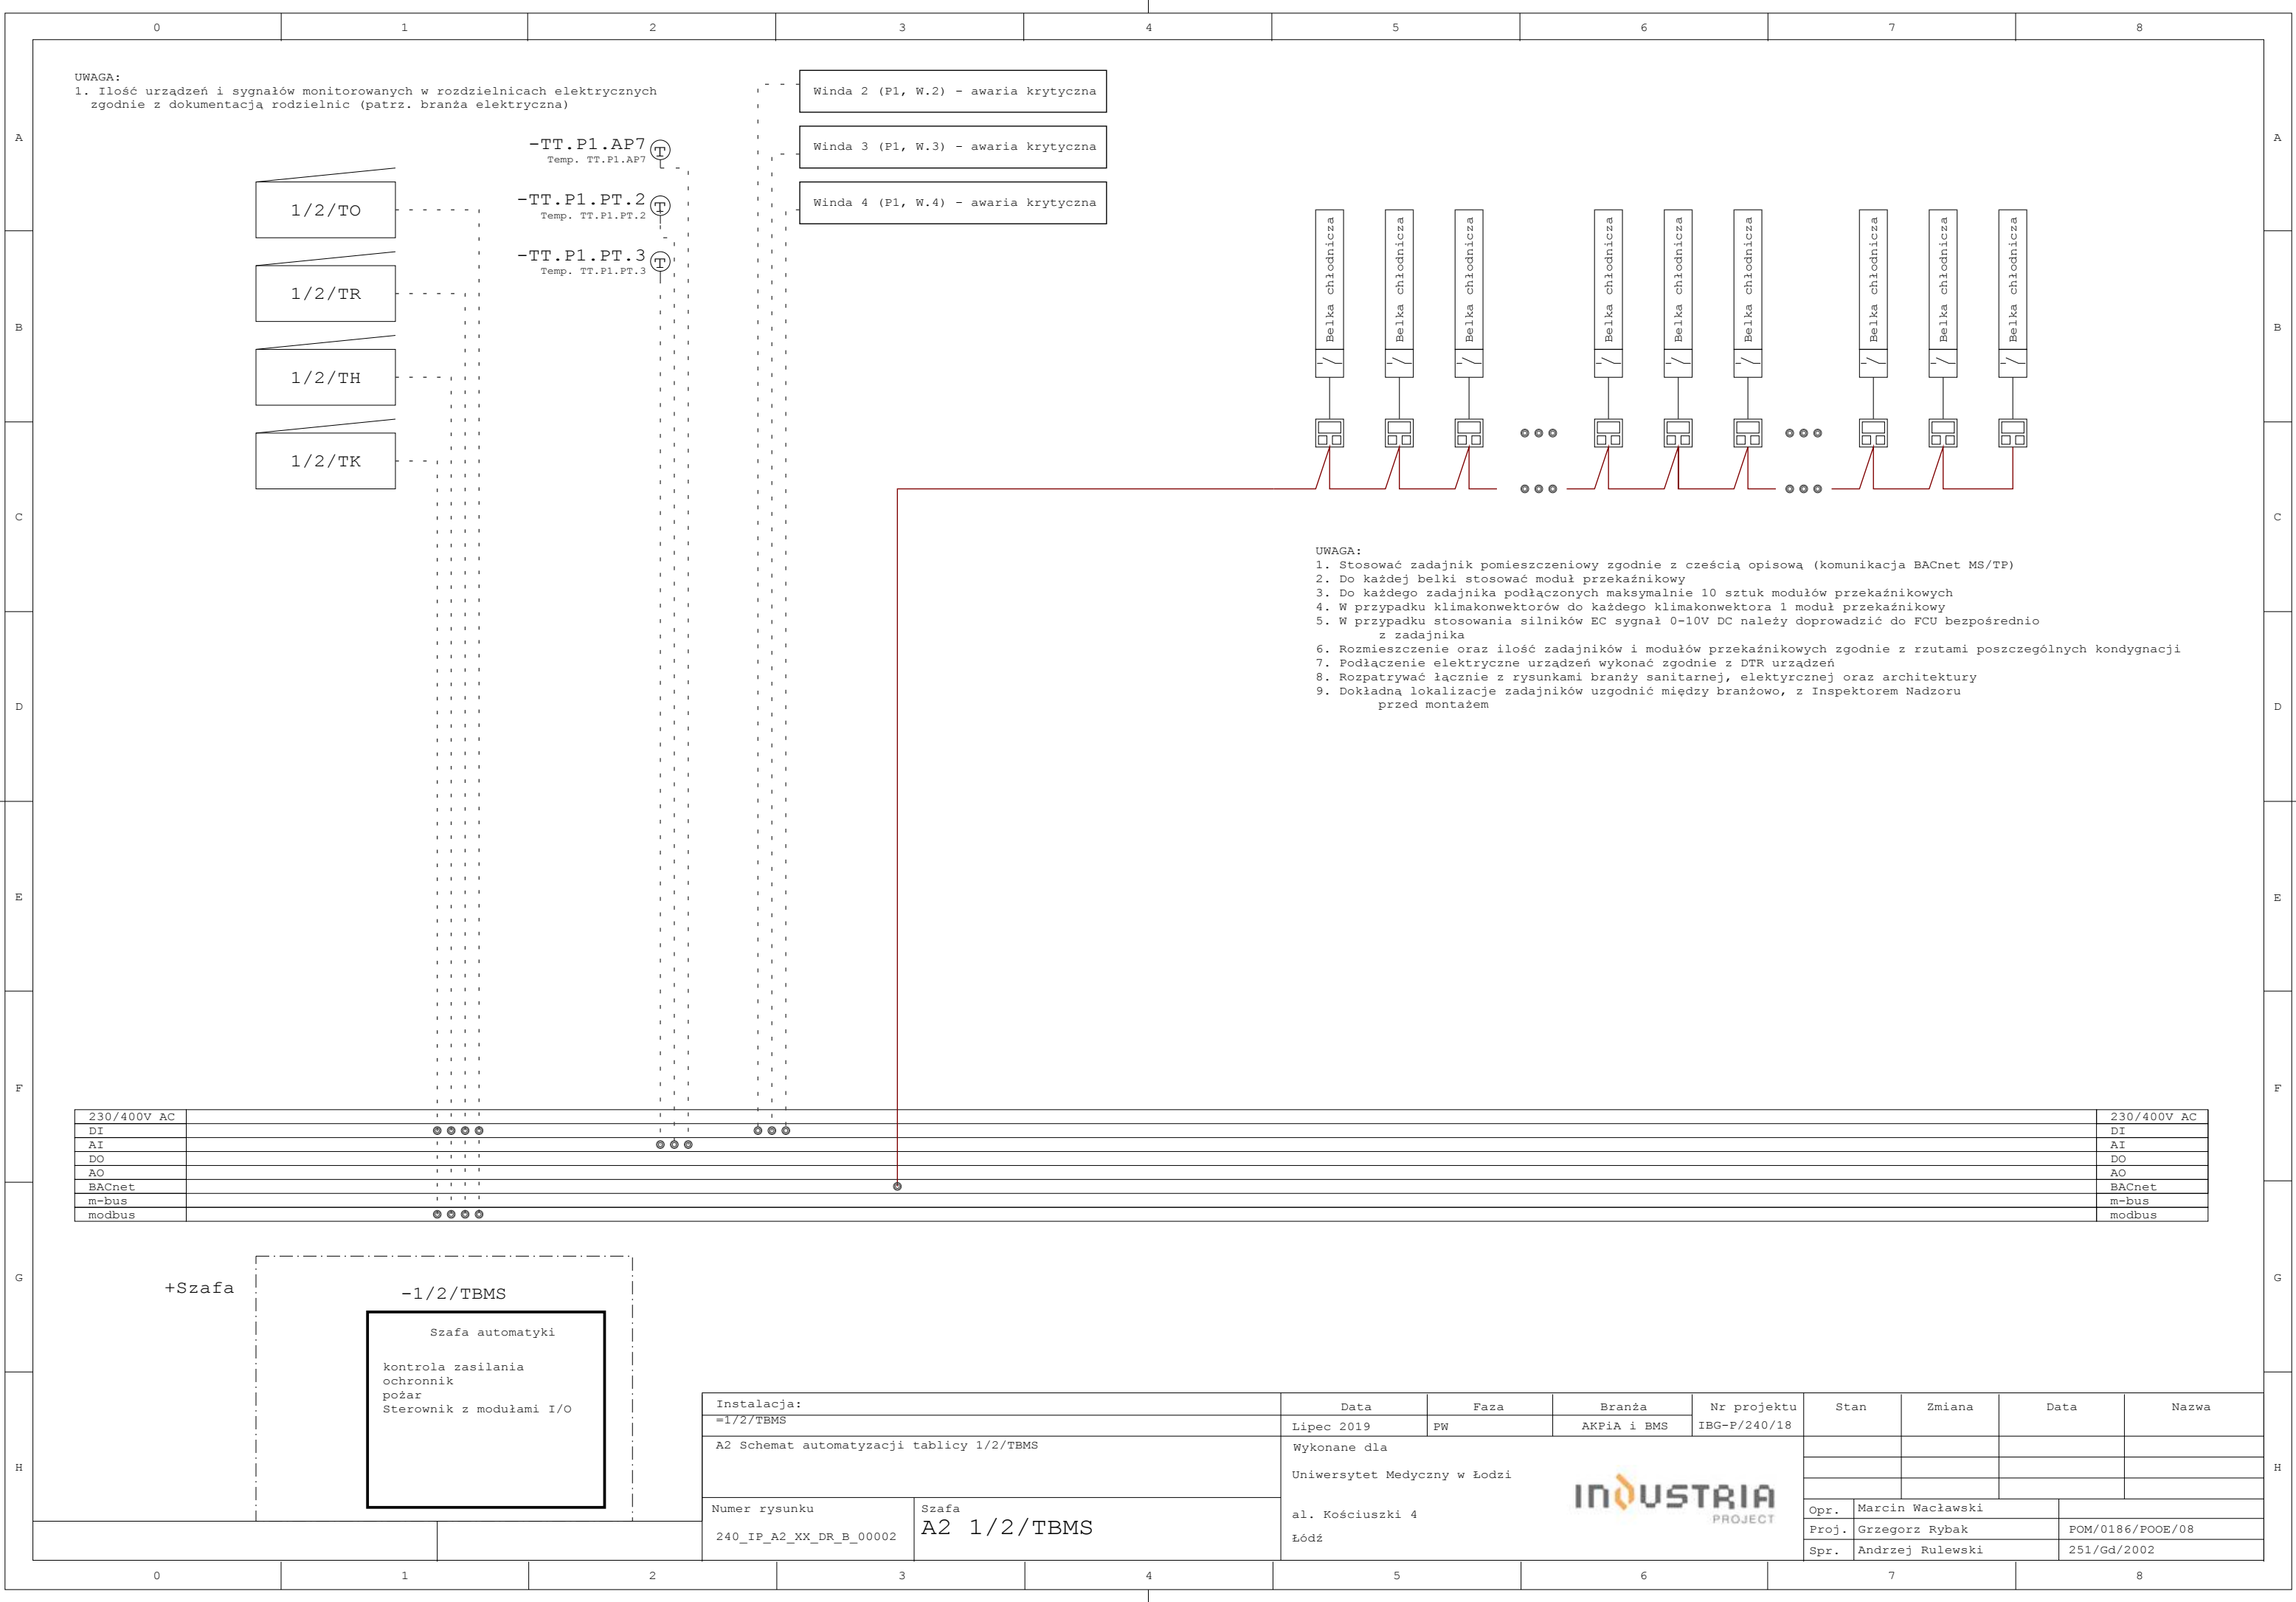 0 1 2 3 4 5 6 7 8
UWAGA:
1. Ilość urządzeń i sygnałów monitorowanych w rozdzielnicach elektrycznych
zgodnie z dokumentacją rodzielnic (patrz. branża elektryczna)
Winda 2 (P1, W.2) - awaria krytyczna
Winda 3 (P1, W.3) - awaria krytyczna
Winda 4 (P1, W.4) - awaria krytyczna
A A
-TT.P1.AP7 T
Temp. TT.P1.AP7
-TT.P1.PT.2 T
Temp. TT.P1.PT.2
-TT.P1.PT.3 T
Temp. TT.P1.PT.3
1/2/TO
1/2/TR
1/2/TH
1/2/TK
Belka chłodnicza
Belka chłodnicza
Belka chłodnicza
Belka chłodnicza
Belka chłodnicza
Belka chłodnicza
Belka chłodnicza
Belka chłodnicza
Belka chłodnicza
B B
C C
UWAGA:
1. Stosować zadajnik pomieszczeniowy zgodnie z cześcią opisową (komunikacja BACnet MS/TP)
2. Do każdej belki stosować moduł przekaźnikowy
3. Do każdego zadajnika podłączonych maksymalnie 10 sztuk modułów przekaźnikowych
4. W przypadku klimakonwektorów do każdego klimakonwektora 1 moduł przekaźnikowy
5. W przypadku stosowania silników EC sygnał 0-10V DC należy doprowadzić do FCU bezpośrednio
z zadajnika
6. Rozmieszczenie oraz ilość zadajników i modułów przekaźnikowych zgodnie z rzutami poszczególnych kondygnacji
7. Podłączenie elektryczne urządzeń wykonać zgodnie z DTR urządzeń
8. Rozpatrywać łącznie z rysunkami branży sanitarnej, elektyrcznej oraz architektury
9. Dokładną lokalizacje zadajników uzgodnić między branżowo, z Inspektorem Nadzoru
przed montażem
D D
E E
F F
230/400V AC 230/400V AC
DI DI
AI AI
DO DO
AO AO
BACnet BACnet
m-bus m-bus
modbus modbus
G G
+Szafa
-1/2/TBMS
Szafa automatyki
kontrola zasilania
ochronnik
pożar
Sterownik z modułami I/O
H H
Instalacja:
=1/2/TBMS
A2 Schemat automatyzacji tablicy 1/2/TBMS
Numer rysunku
240_IP_A2_XX_DR_B_00002
Szafa
A2 1/2/TBMS
Data Faza Branża Nr projektu
Lipec 2019 PW AKPiA i BMS IBG-P/240/18
Wykonane dla
Uniwersytet Medyczny w Łodzi
al. Kościuszki 4
Łódź
INDUSTRIA
PROJECT
Stan Zmiana Data Nazwa
Opr. Marcin Wacławski
Proj. Grzegorz Rybak POM/0186/POOE/08
Spr. Andrzej Rulewski 251/Gd/2002
0 1 2 3 4 5 6 7 8